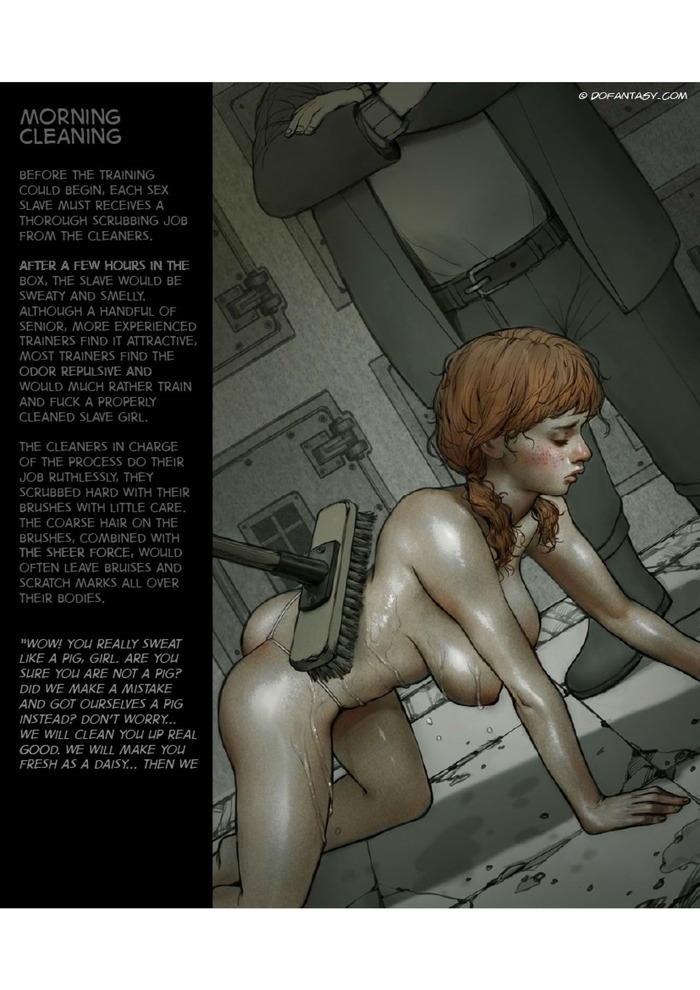 © DOFANTASY.COM
MORNING
CLEANING
BEFORE THE TRAINING
COULD BEGIN, EACH SEX
SLAVE MUST RECEIVES A
THOROUGH SCRUBBING JOB
FROM THE CLEANERS.
AFTER A FEW HOURS IN THE
BOX, THE SLAVE WOULD BE
SWEATY AND SMELLY.
ALTHOUGH A HANDFUL OF
SENIOR, MORE EXPERIENCED
TRAINERS FIND IT ATTRACTIVE,
MOST TRAINERS FIND THE
ODOR REPULSIVE AND
WOULD MUCH RATHER TRAIN
AND FUCK A PROPERLY
CLEANED SLAVE GIRL.
THE CLEANERS IN CHARGE
OF THE PROCESS DO THEIR
JOB RUTHLESSLY, THEY
SCRUBBED HARD WITH THEIR
BRUSHES WITH LITTLE CARE.
THE COARSE HAIR ON THE
BRUSHES, COMBINED WITH
THE SHEER FORCE, WOULD
OFTEN LEAVE BRUISES AND
SCRATCH MARKS ALL OVER
THEIR BODIES.
"WOW! YOU REALLY SWEAT
LIKE A PIG, GIRL. ARE YOU
SURE YOU ARE NOT A PIG?
DID WE MAKE A MISTAKE
AND GOT OURSELVES A PIG
INSTEAD? DON'T WORRY...
WE WILL CLEAN YOU UP REAL
GOOD. WE WILL MAKE YOU
FRESH AS A DAISY... THEN WE